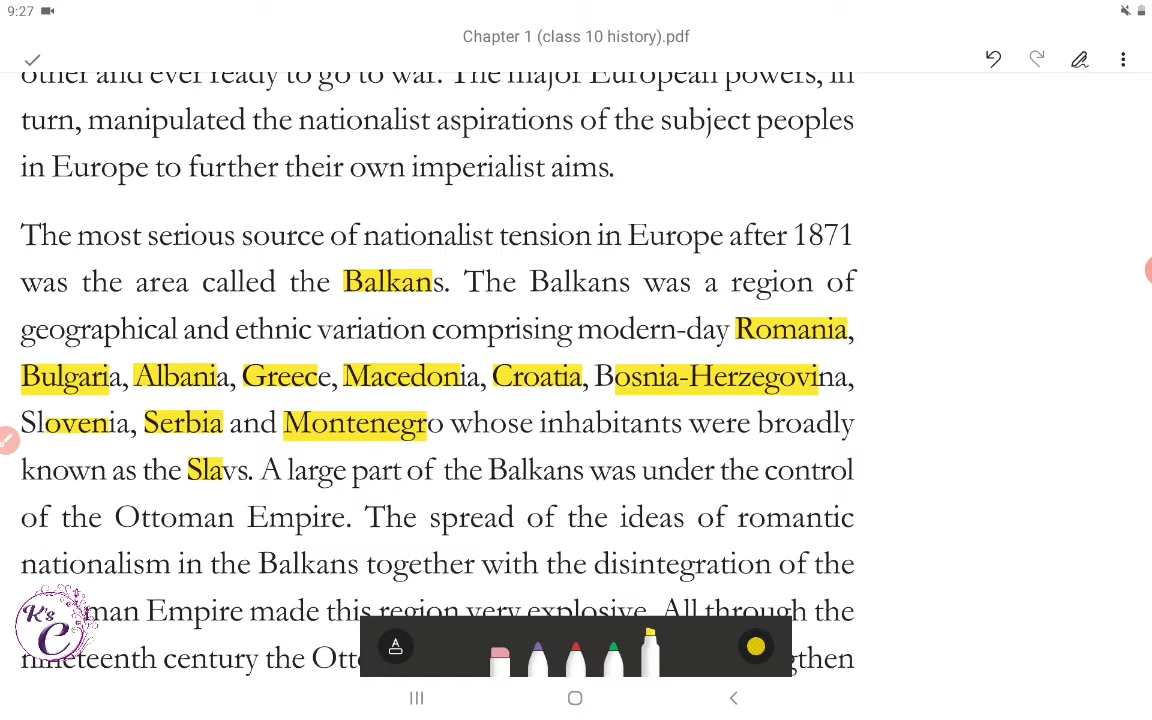 9:27
Chapter 1 (class 10 history).pdf
other and ever ready to go to war. The major European powers, in
turn, manipulated the nationalist aspirations of the subject peoples
in Europe to further their own imperialist aims.
The most serious source of nationalist tension in Europe after 1871
was the area called the Balkans. The Balkans was a region of
geographical and ethnic variation comprising modern-day Romania,
Bulgaria, Albania, Greece, Macedonia, Croatia, Bosnia-Herzegovina,
Slovenia, Serbia and Montenegro whose inhabitants were broadly
known as the Slavs. A large part of the Balkans was under the control
of the Ottoman Empire. The spread of the ideas of romantic
nationalism in the Balkans together with the disintegration of the
man Empire made this region very explosive. All through the
nineteenth century the Otto
gthen
K's
C